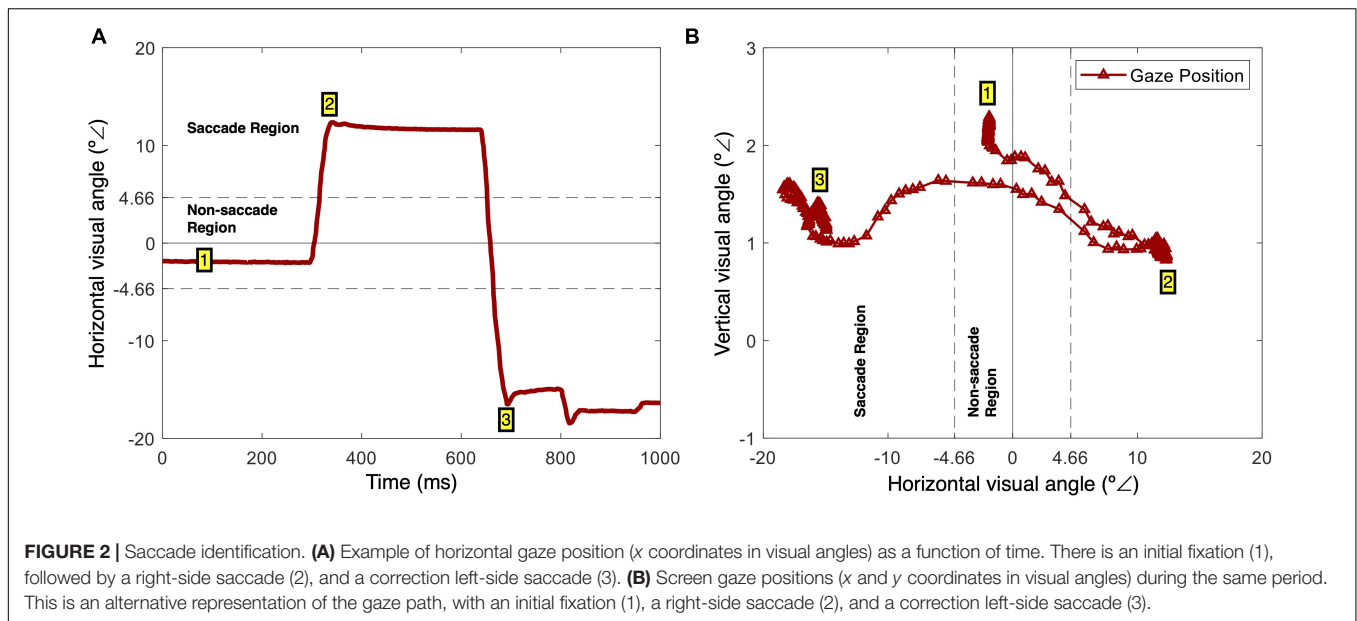 A
20
10
4.66
0
-4.66
-10
-20
Horizontal visual angle (º∠)
Saccade Region
Non-saccade
Region
1
2
3
0
200
400
600
800
1000
Time (ms)
B
3
2
1
0
-1
Vertical visual angle (º∠)
Gaze Position
1
2
3
Saccade Region
Non-saccade
Region
-20
-10
-4.66
0
4.66
10
20
Horizontal visual angle (º∠)
FIGURE 2 | Saccade identification. (A) Example of horizontal gaze position (x coordinates in visual angles) as a function of time. There is an initial fixation (1),
followed by a right-side saccade (2), and a correction left-side saccade (3). (B) Screen gaze positions (x and y coordinates in visual angles) during the same period.
This is an alternative representation of the gaze path, with an initial fixation (1), a right-side saccade (2), and a correction left-side saccade (3).